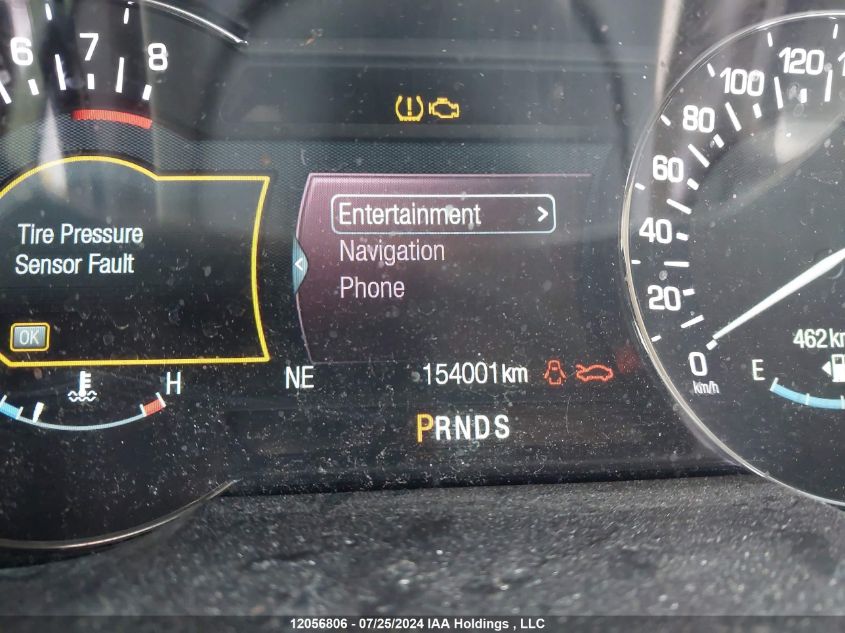 6 7 8
Tire Pressure
Sensor Fault
OK
H
Entertainment >
Navigation
Phone
NE
154001 km
PRNDS
0 20 40 60 80 100 120
km/h
462 km
E
12056806 - 07/25/2024 IAA Holdings , LLC